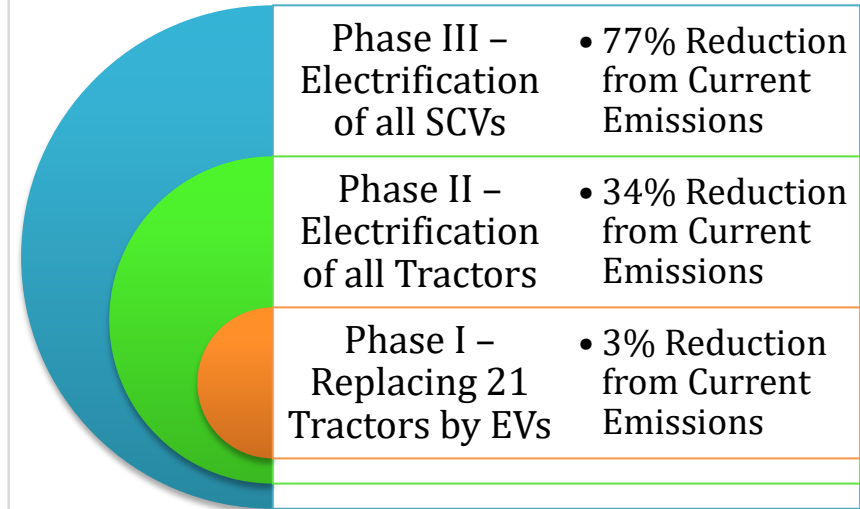 Phase III –
Electrification
of all SCVs
• 77% Reduction
from Current
Emissions
Phase II –
Electrification
of all Tractors
• 34% Reduction
from Current
Emissions
Phase I –
Replacing 21
Tractors by EVs
• 3% Reduction
from Current
Emissions